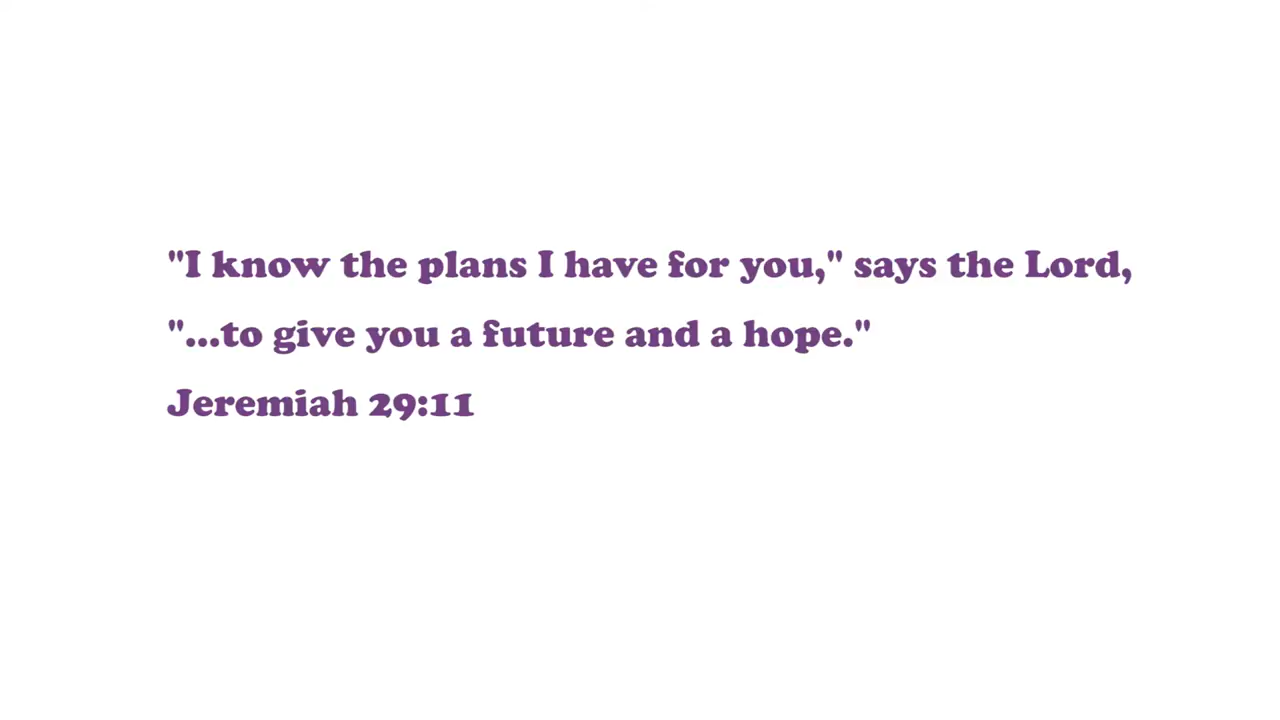 "I know the plans I have for you," says the Lord,
"...to give you a future and a hope."
Jeremiah 29:11